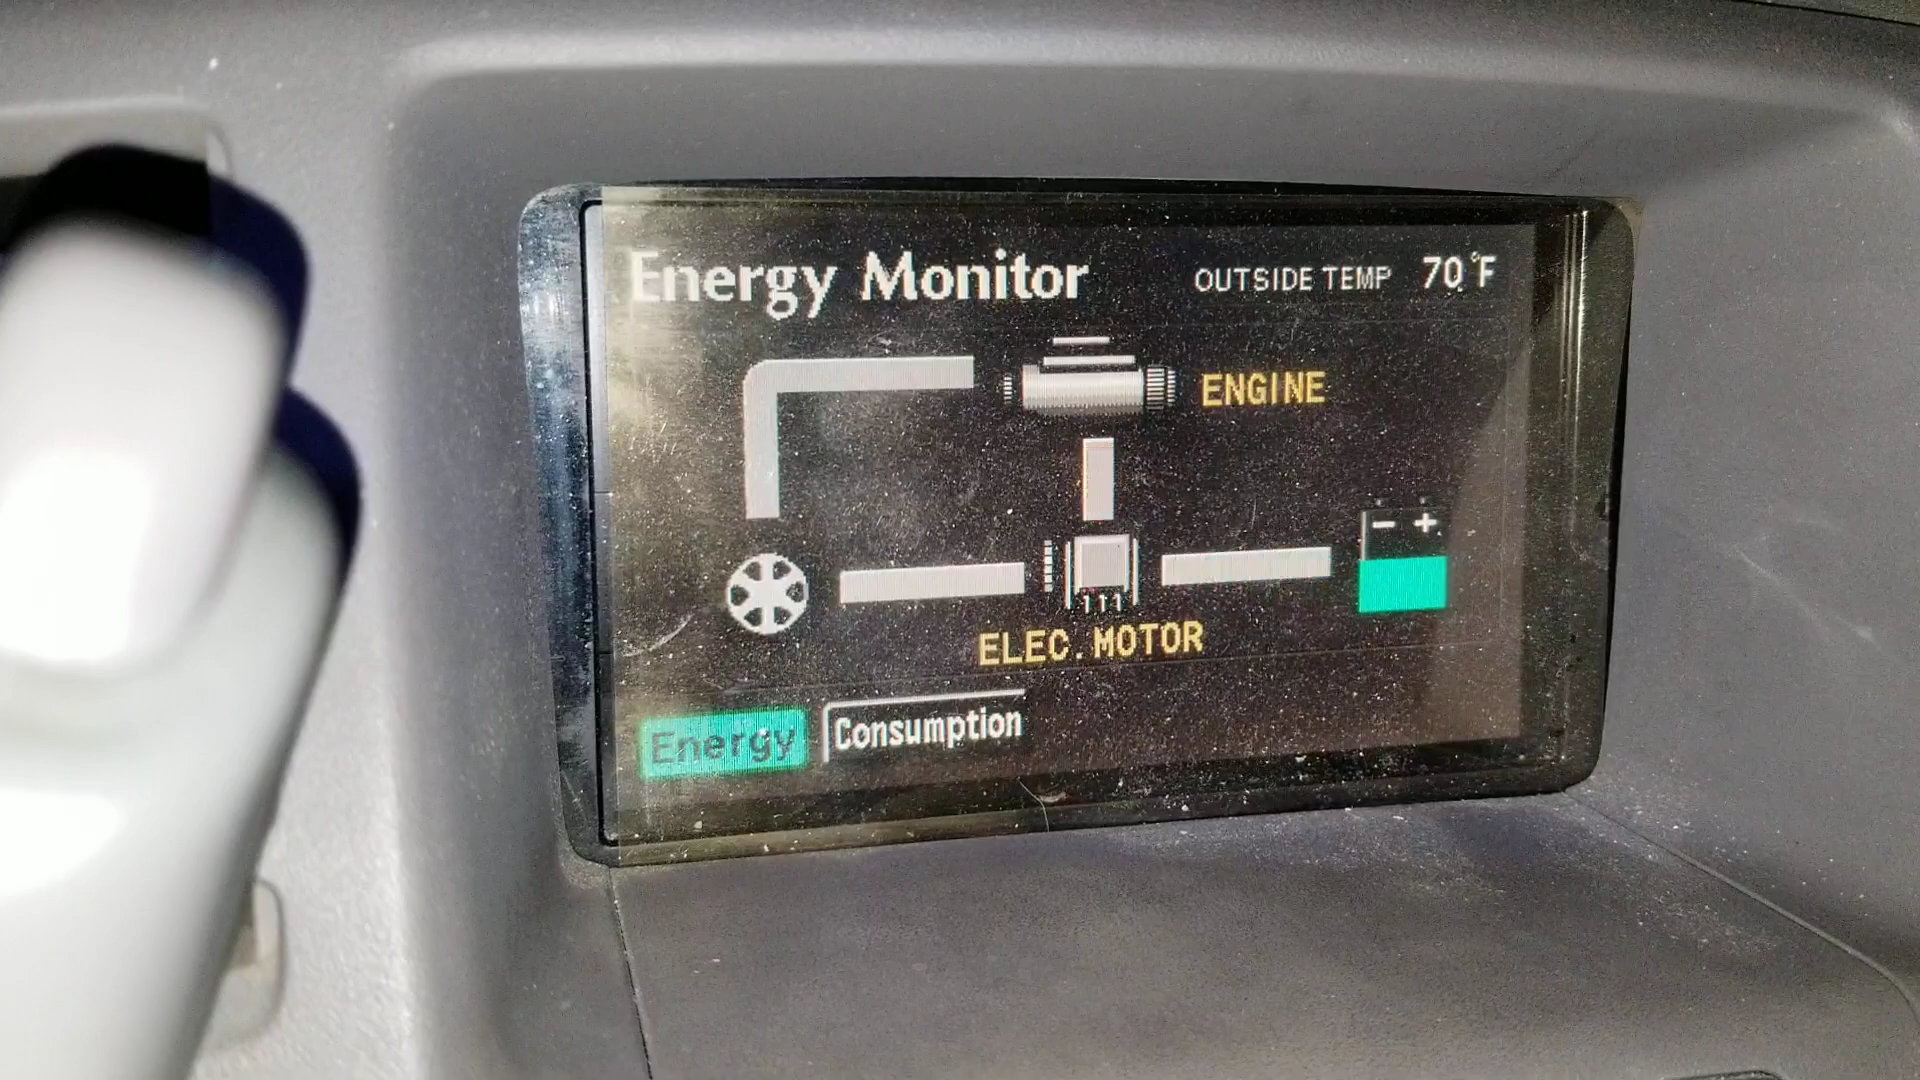 Energy Monitor OUTSIDE TEMP 70°F
ENGINE
- +
ELEC.MOTOR
Energy Consumption